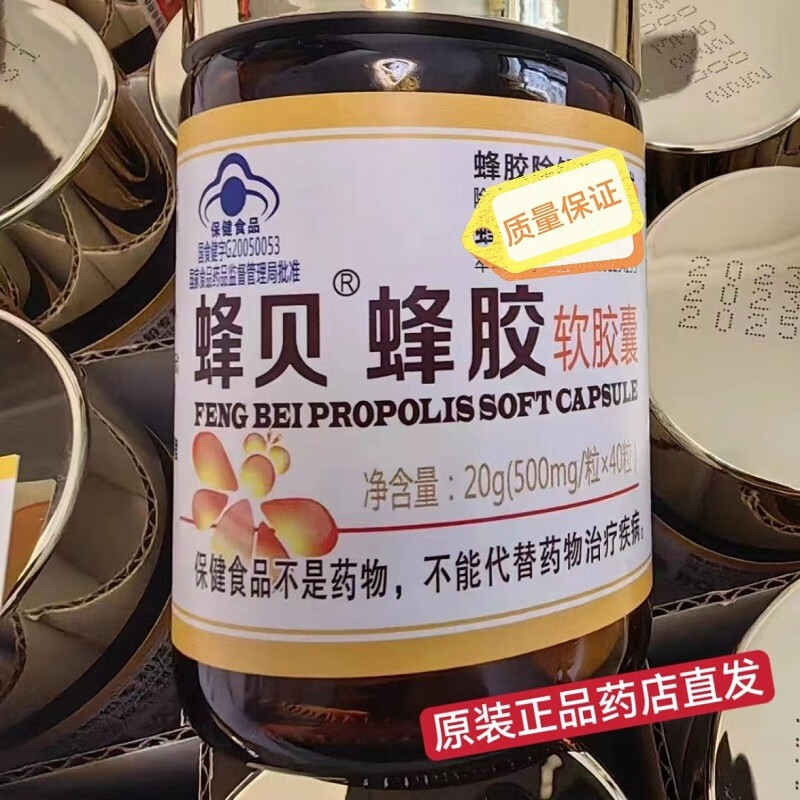 蜂胶除
质量保证
保健食品
国食健字G20050053
国家食品药品监督管理局批准
蜂贝® 蜂胶软胶囊
FENG BEI PROPOLIS SOFT CAPSULE
净含量：20g(500mg/粒×40粒)
保健食品不是药物，不能代替药物治疗疾病。
原装正品药店直发